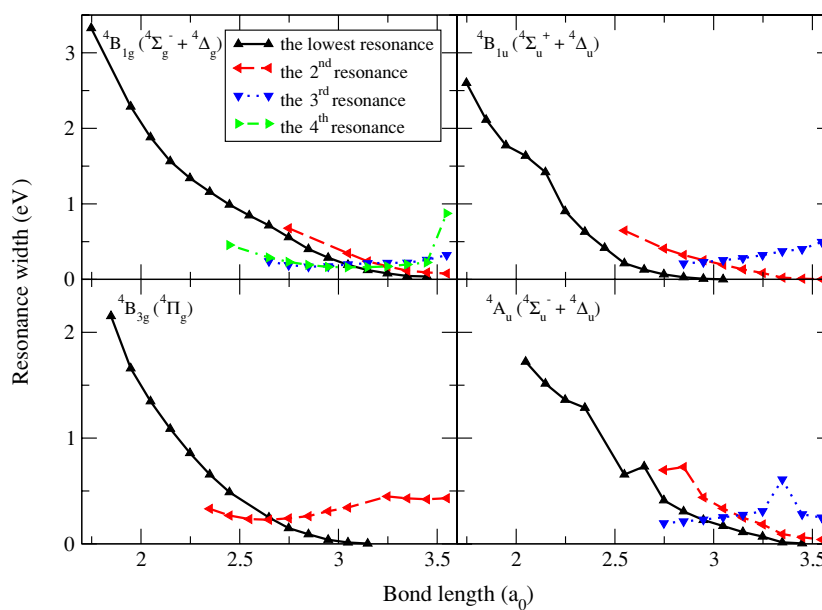 ⁴B₁g (⁴Σg⁻ + ⁴Δg)
the lowest resonance
the 2ⁿᵈ resonance
the 3ʳᵈ resonance
the 4ᵗʰ resonance
⁴B₁ᵤ (⁴Σᵤ⁺ + ⁴Δᵤ)
3
2
1
0
Resonance width (eV)
⁴B₃g (⁴Πg)
⁴Aᵤ (⁴Σᵤ⁻ + ⁴Δᵤ)
2
1
0
2 2.5 3 3.5 2 2.5 3 3.5
Bond length (a₀)